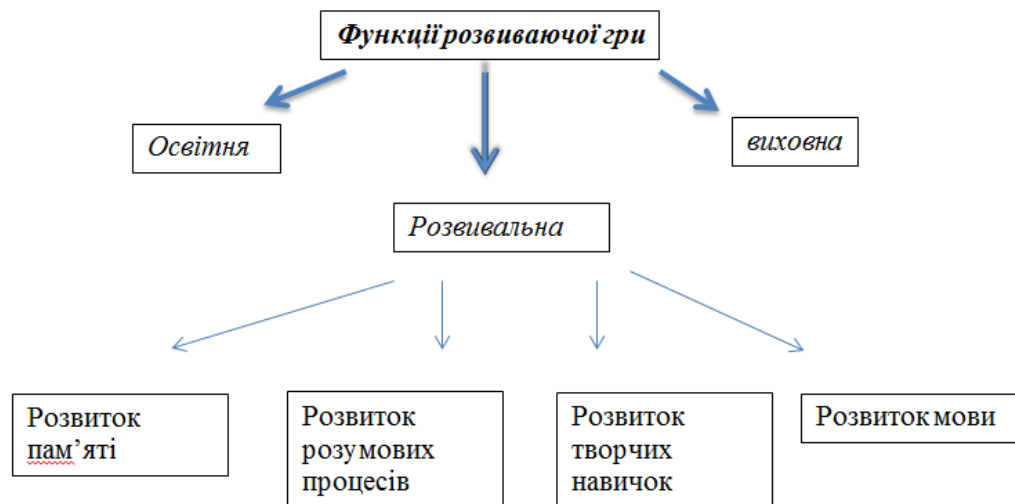 Функції розвиваючої гри
Освітня
виховна
Розвивальна
Розвиток
пам’яті
Розвиток
розумових
процесів
Розвиток
творчих
навичок
Розвиток мови